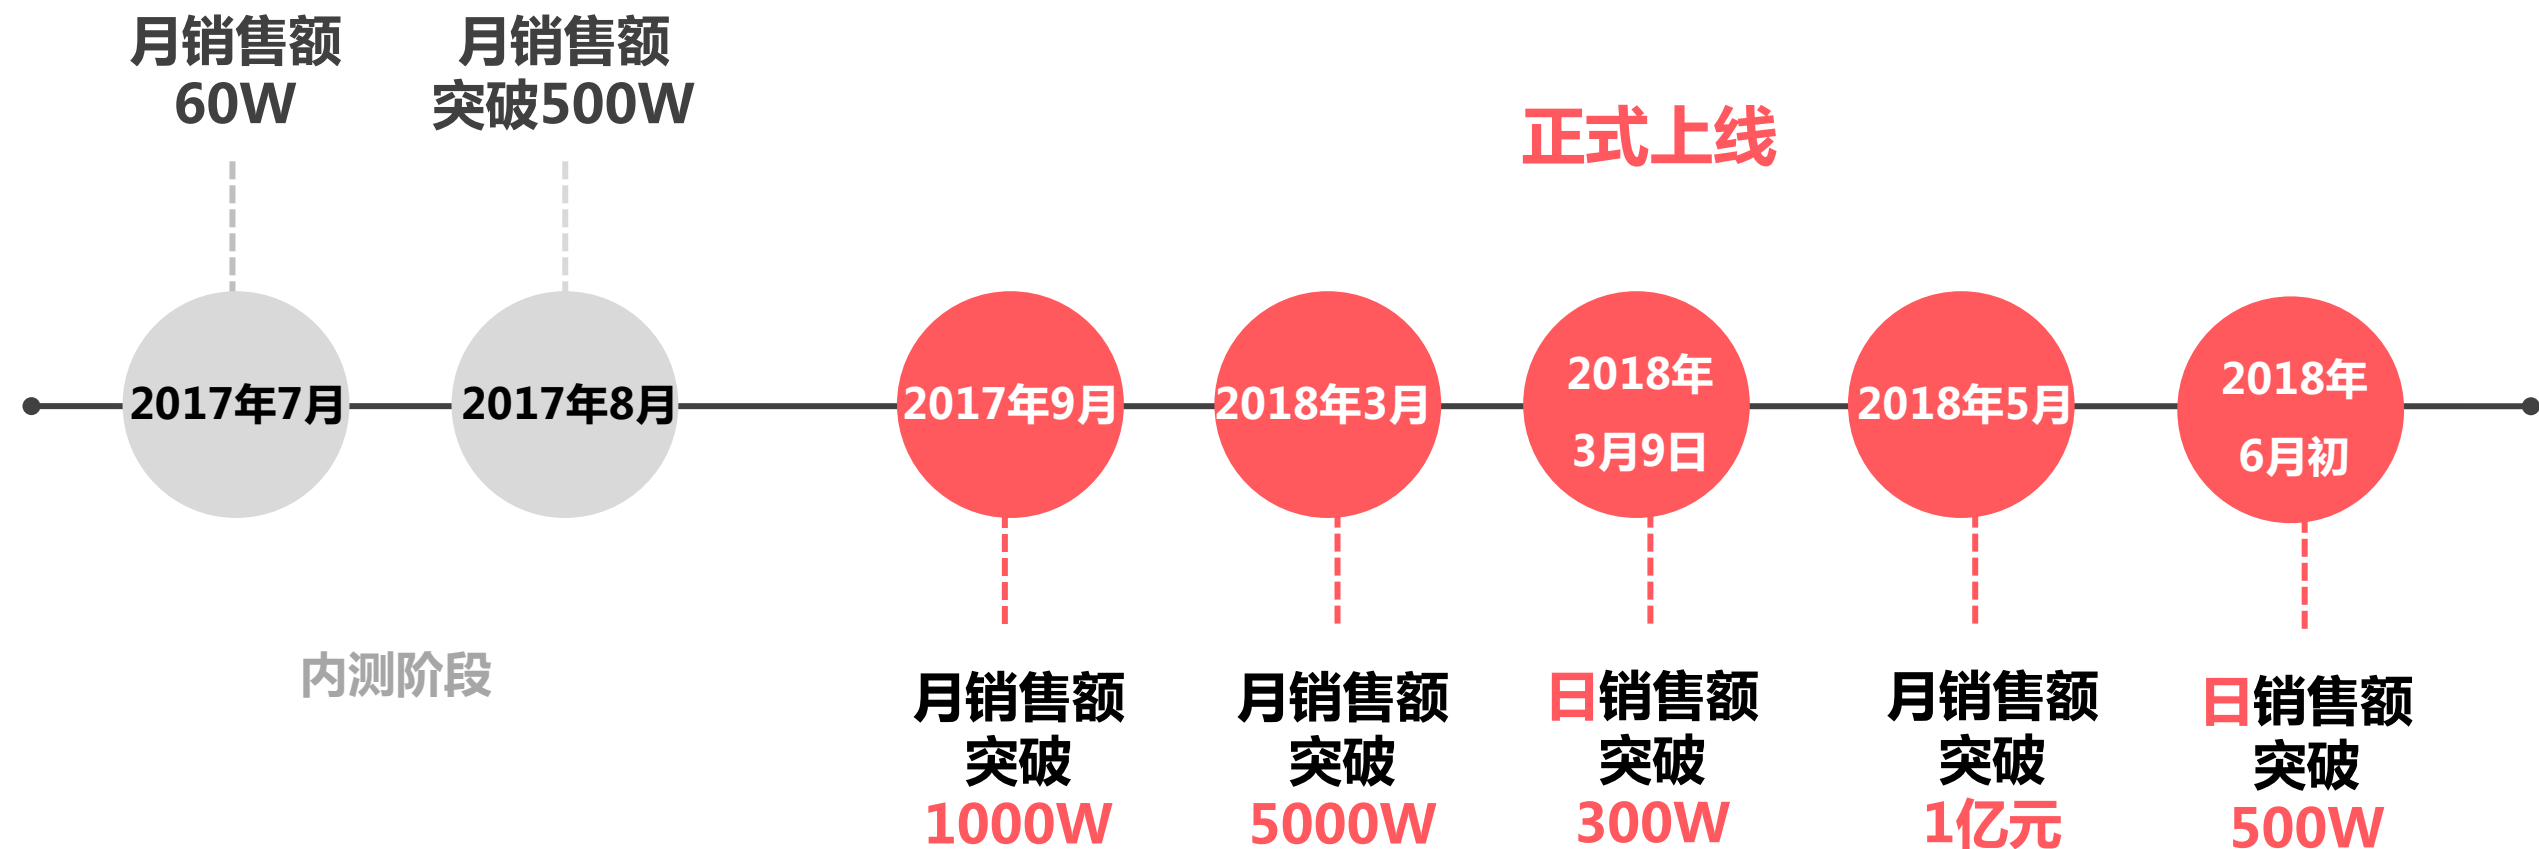 月销售额
60W
月销售额
突破500W
正式上线
2017年7月
2017年8月
2017年9月
2018年3月
2018年
3月9日
2018年5月
2018年
6月初
内测阶段
月销售额
突破
1000W
月销售额
突破
5000W
日销售额
突破
300W
月销售额
突破
1亿元
日销售额
突破
500W